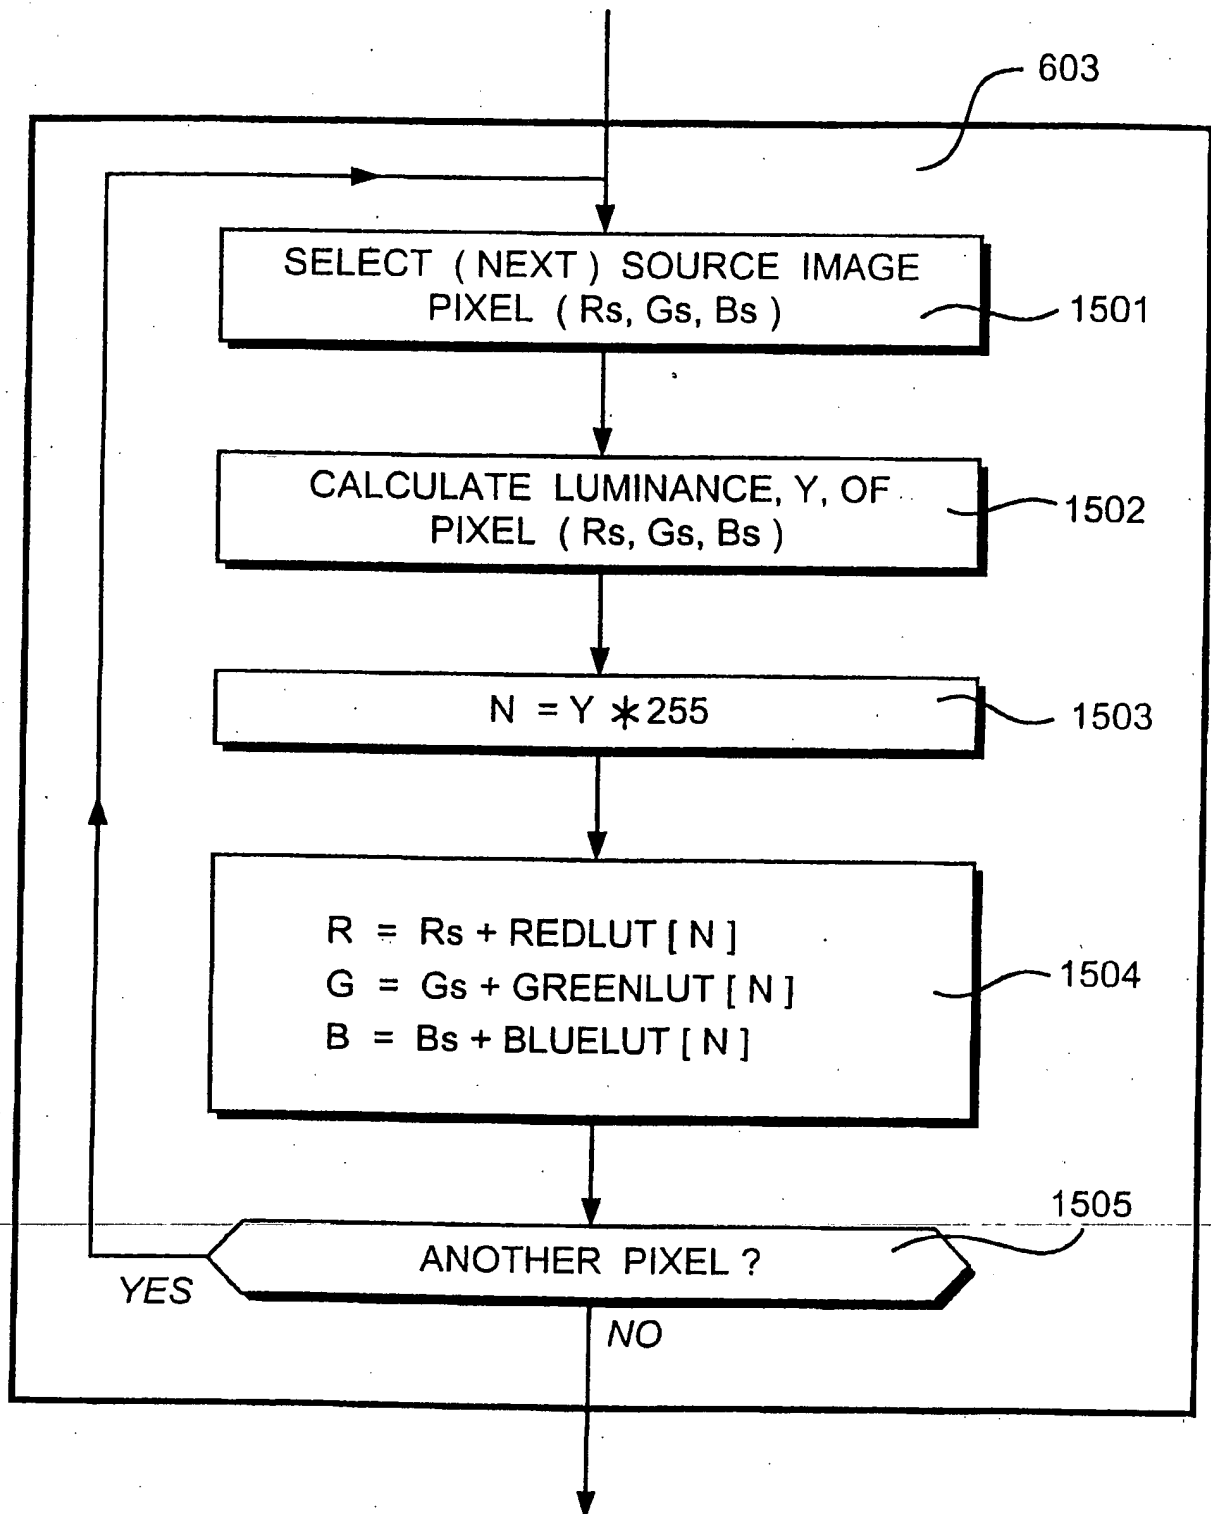 603
SELECT ( NEXT ) SOURCE IMAGE
PIXEL ( Rs, Gs, Bs )
1501
CALCULATE LUMINANCE, Y, OF
PIXEL ( Rs, Gs, Bs )
1502
N = Y * 255
1503
R = Rs + REDLUT [ N ]
G = Gs + GREENLUT [ N ]
B = Bs + BLUELUT [ N ]
1504
1505
ANOTHER PIXEL ?
YES
NO